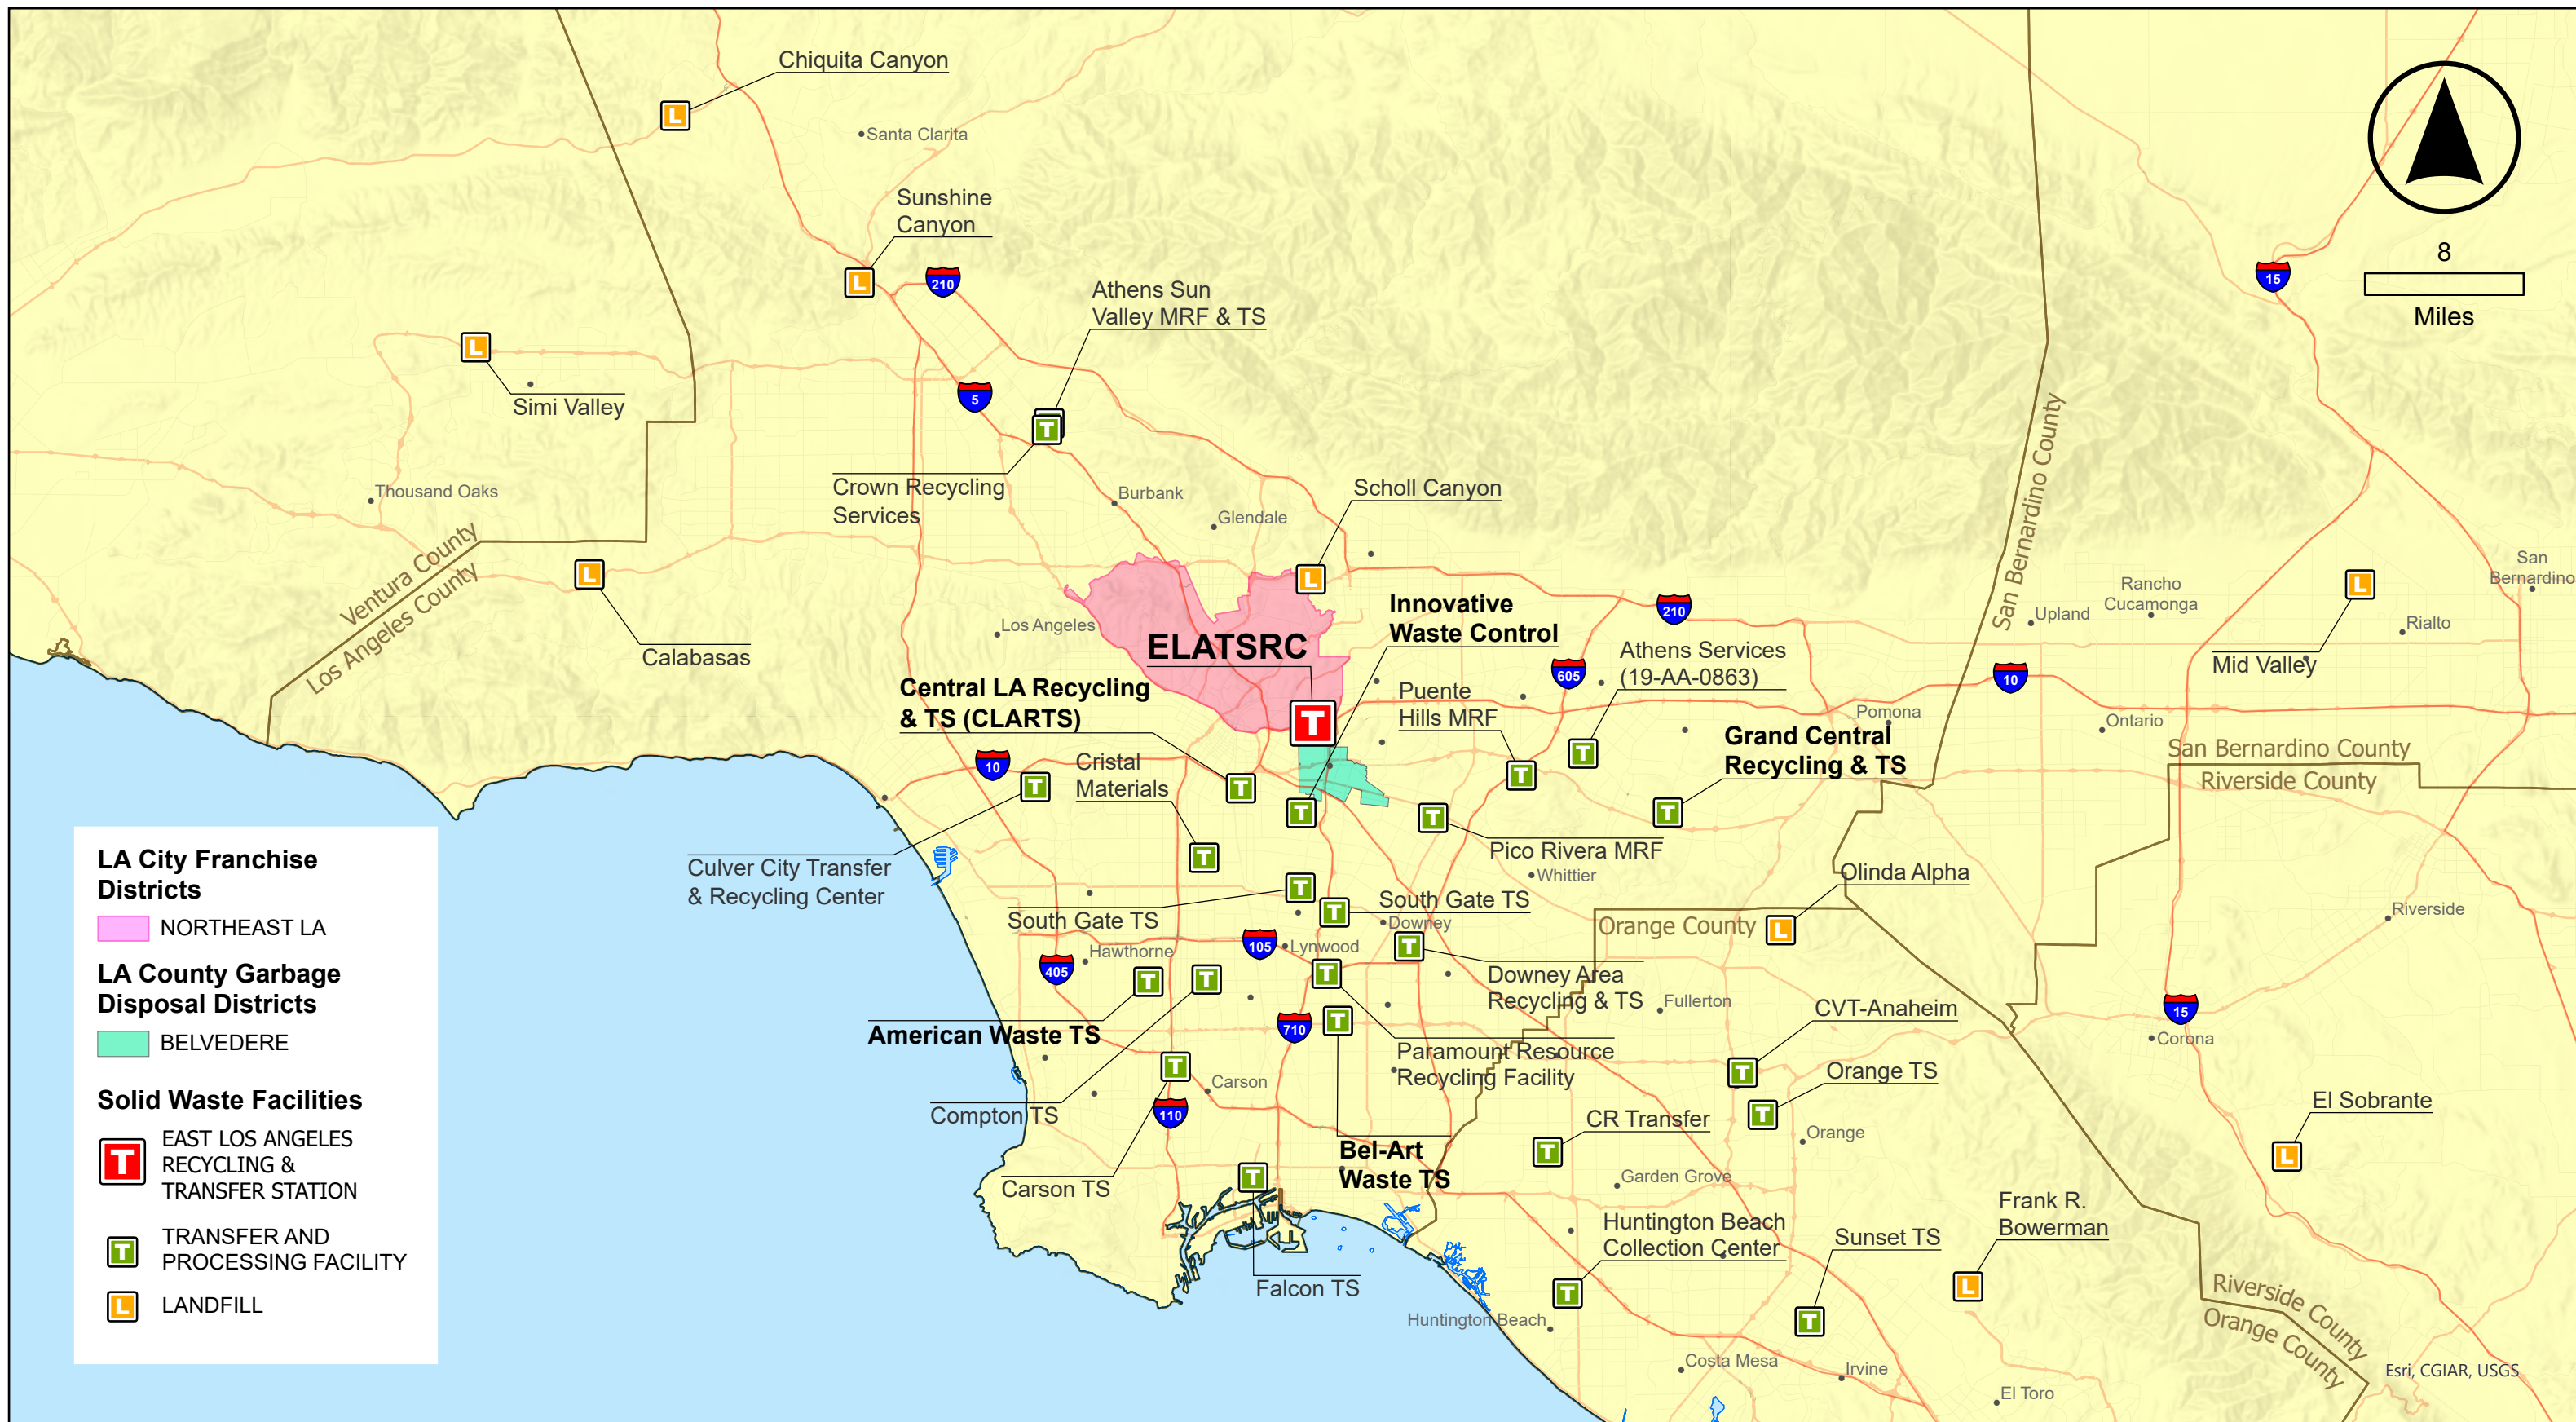 Chiquita Canyon
Santa Clarita
Sunshine
Canyon
210
8
Miles
15
Athens Sun
Valley MRF & TS
5
Simi Valley
Crown Recycling
Services
Thousand Oaks
Burbank
Glendale
Scholl Canyon
San Bernardino County
Ventura County
Los Angeles County
Calabasas
Los Angeles
ELATSRC
Innovative
Waste Control
210
605
Athens Services
(19-AA-0863)
Puente
Hills MRF
Upland
Rancho
Cucamonga
San
Bernardino
Rialto
Mid Valley
10
Pomona
Ontario
Central LA Recycling
& TS (CLARTS)
Grand Central
Recycling & TS
San Bernardino County
Riverside County
10
Cristal
Materials
Culver City Transfer
& Recycling Center
Pico Rivera MRF
Whittier
Olinda Alpha
South Gate TS
South Gate TS
Downey
Orange County
Riverside
105
Lynwood
Hawthorne
405
Downey Area
Recycling & TS
Fullerton
CVT-Anaheim
15
Corona
American Waste TS
710
Paramount Resource
Recycling Facility
Orange TS
Carson
Compton TS
110
CR Transfer
Orange
El Sobrante
Carson TS
Bel-Art
Waste TS
Garden Grove
Frank R.
Bowerman
Huntington Beach
Collection Center
Sunset TS
Falcon TS
Huntington Beach
Riverside County
Orange County
Costa Mesa
Irvine
El Toro
Esri, CGIAR, USGS
LA City Franchise
Districts
NORTHEAST LA
LA County Garbage
Disposal Districts
BELVEDERE
Solid Waste Facilities
T
EAST LOS ANGELES
RECYCLING &
TRANSFER STATION
T
TRANSFER AND
PROCESSING FACILITY
L
LANDFILL